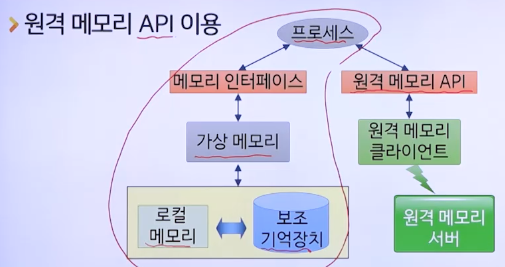 원격 메모리 API 이용
프로세스
메모리 인터페이스
원격 메모리 API
가상 메모리
원격 메모리
클라이언트
로컬
메모리
보조
기억장치
원격 메모리
서버